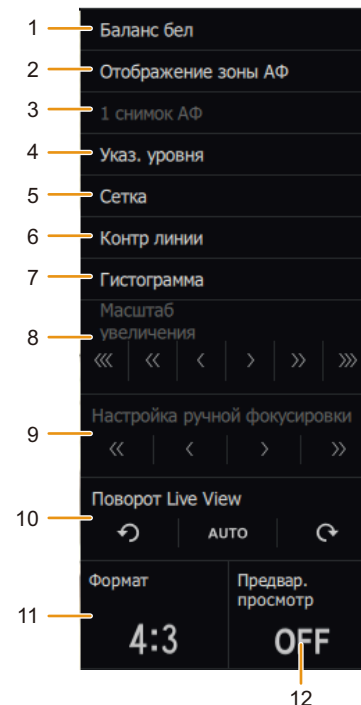 1 Баланс бел
2 Отображение зоны АФ
3 1 снимок АФ
4 Указ. уровня
5 Сетка
6 Контр линии
7 Гистограмма
8 Масштаб
увеличения
9 Настройка ручной фокусировки
10 Поворот Live View
AUTO
11 Формат Предвар.
просмотр
4:3 OFF
12